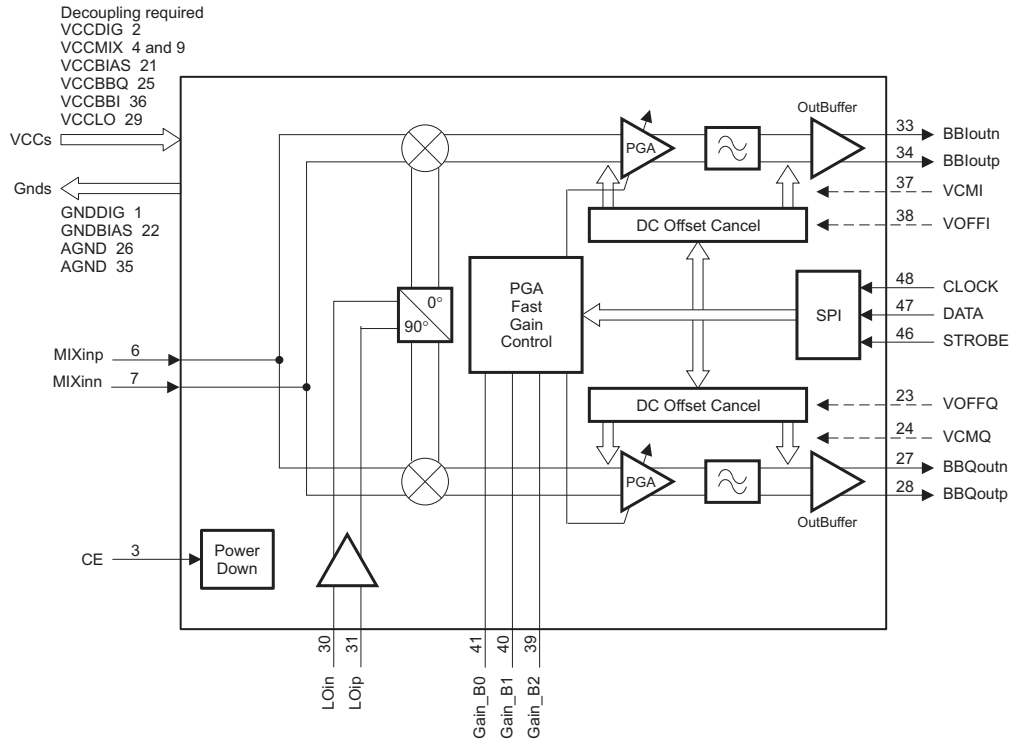 Decoupling required
VCCDIG 2
VCCMIX 4 and 9
VCCBIAS 21
VCCBBQ 25
VCCBBI 36
VCCLO 29
VCCs
Gnds
GNDDIG 1
GNDBIAS 22
AGND 26
AGND 35
MIXinp 6
MIXinn 7
CE 3
Power
Down
0°
90°
PGA
Fast
Gain
Control
PGA
OutBuffer
DC Offset Cancel
SPI
DC Offset Cancel
PGA
OutBuffer
33 BBIoutn
34 BBIoutp
37 VCMI
38 VOFFI
48 CLOCK
47 DATA
46 STROBE
23 VOFFQ
24 VCMQ
27 BBQoutn
28 BBQoutp
30 LOin
31 LOip
41 Gain_B0
40 Gain_B1
39 Gain_B2